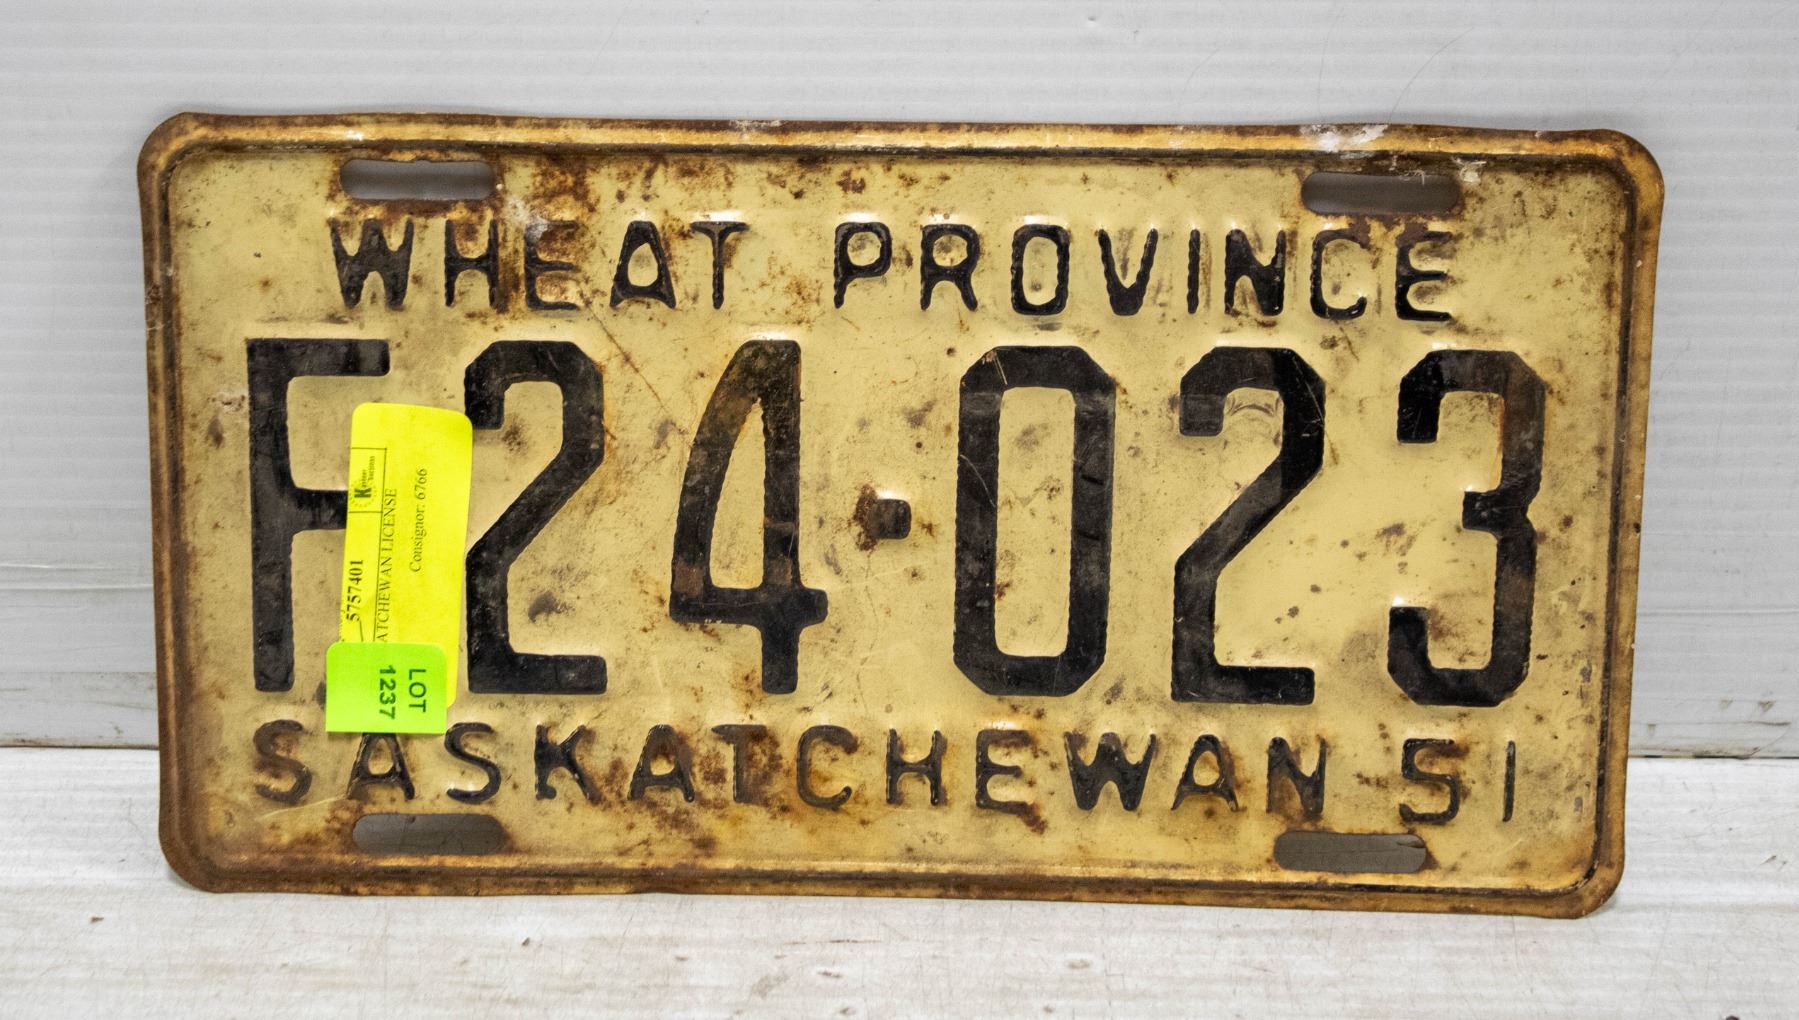 WHEAT PROVINCE
F24·023
SASKATCHEWAN 51
5757401
ATCHEWAN LICENSE
Consignor: 6766
LOT
1237